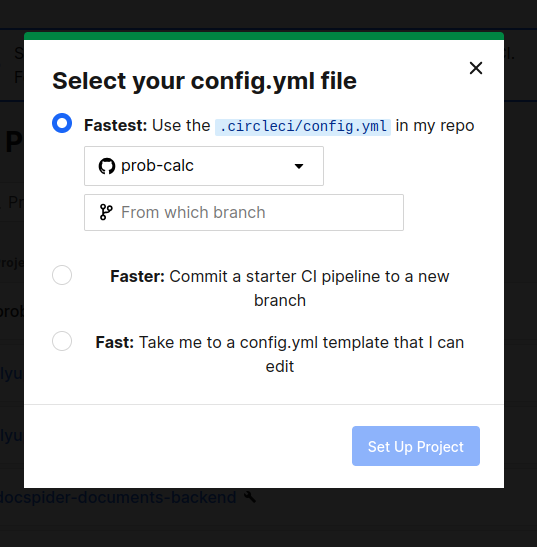 Select your config.yml file
Fastest: Use the .circleci/config.yml in my repo
prob-calc
From which branch
Faster: Commit a starter CI pipeline to a new
branch
Fast: Take me to a config.yml template that I can
edit
Set Up Project
docspider-documents-backend